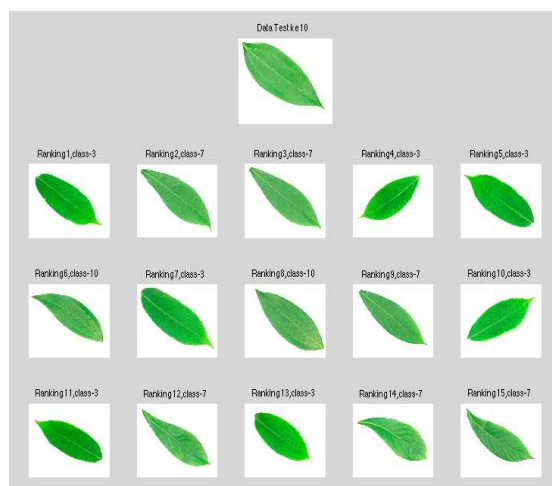 Data Test ke 10
Ranking1,class-3
Ranking2,class-7
Ranking3,class-7
Ranking4,class-3
Ranking5,class-3
Ranking6,class-10
Ranking7,class-3
Ranking8,class-10
Ranking9,class-7
Ranking10,class-3
Ranking11,class-3
Ranking12,class-7
Ranking13,class-3
Ranking14,class-7
Ranking15,class-7